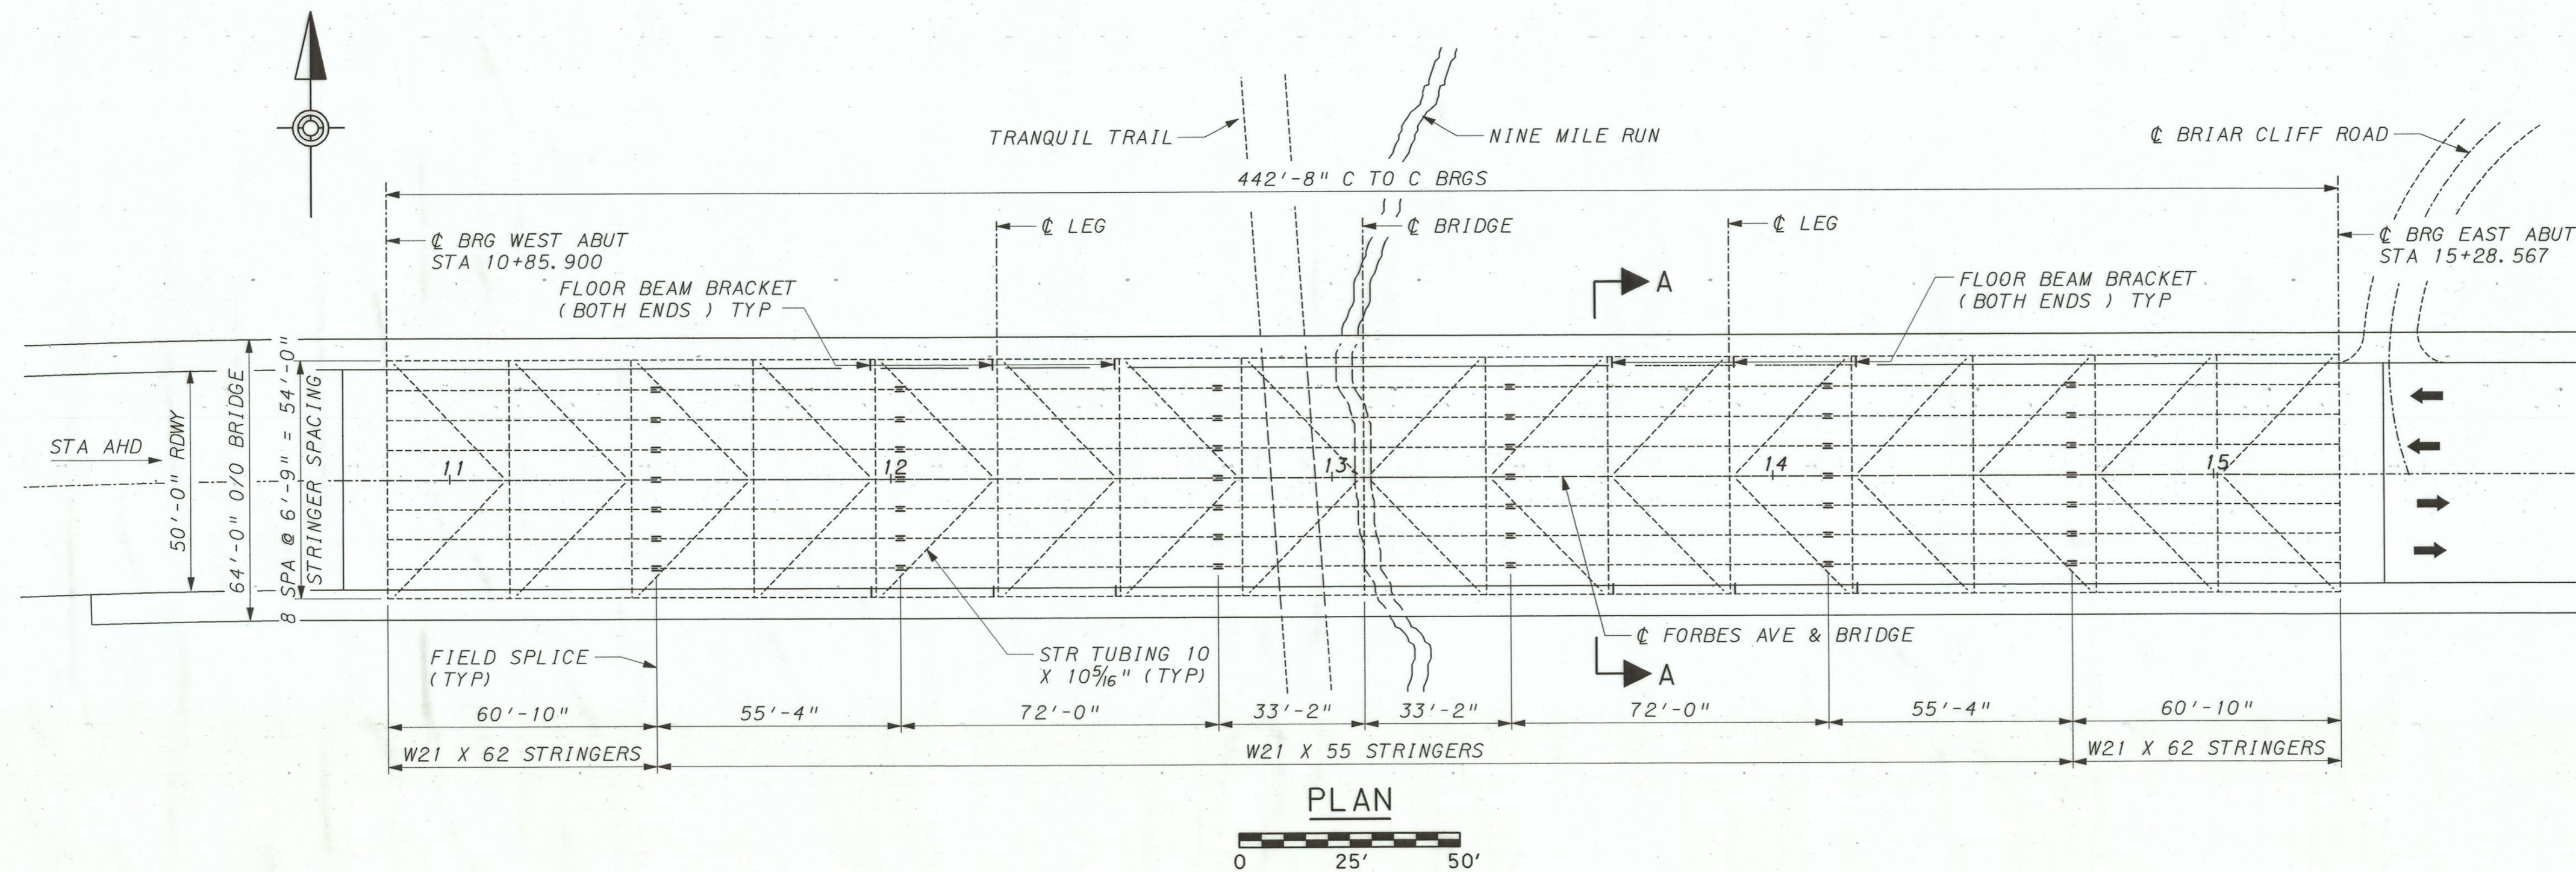 TRANQUIL TRAIL
NINE MILE RUN
℄ BRIAR CLIFF ROAD
442'-8" C TO C BRGS
℄ BRG WEST ABUT
STA 10+85.900
℄ LEG
℄ BRIDGE
℄ LEG
℄ BRG EAST ABUT
STA 15+28.567
FLOOR BEAM BRACKET
(BOTH ENDS ) TYP
A
FLOOR BEAM BRACKET
(BOTH ENDS ) TYP
STA AHD
50'-0" RDWY
64'-0" O/O BRIDGE
8 SPA @ 6'-9" = 54'-0"
STRINGER SPACING
11
12
13
14
15
FIELD SPLICE
(TYP)
STR TUBING 10
X 10 5/16" (TYP)
℄ FORBES AVE & BRIDGE
A
60'-10"
55'-4"
72'-0"
33'-2"
33'-2"
72'-0"
55'-4"
60'-10"
W21 X 62 STRINGERS
W21 X 55 STRINGERS
W21 X 62 STRINGERS
PLAN
0 25' 50'